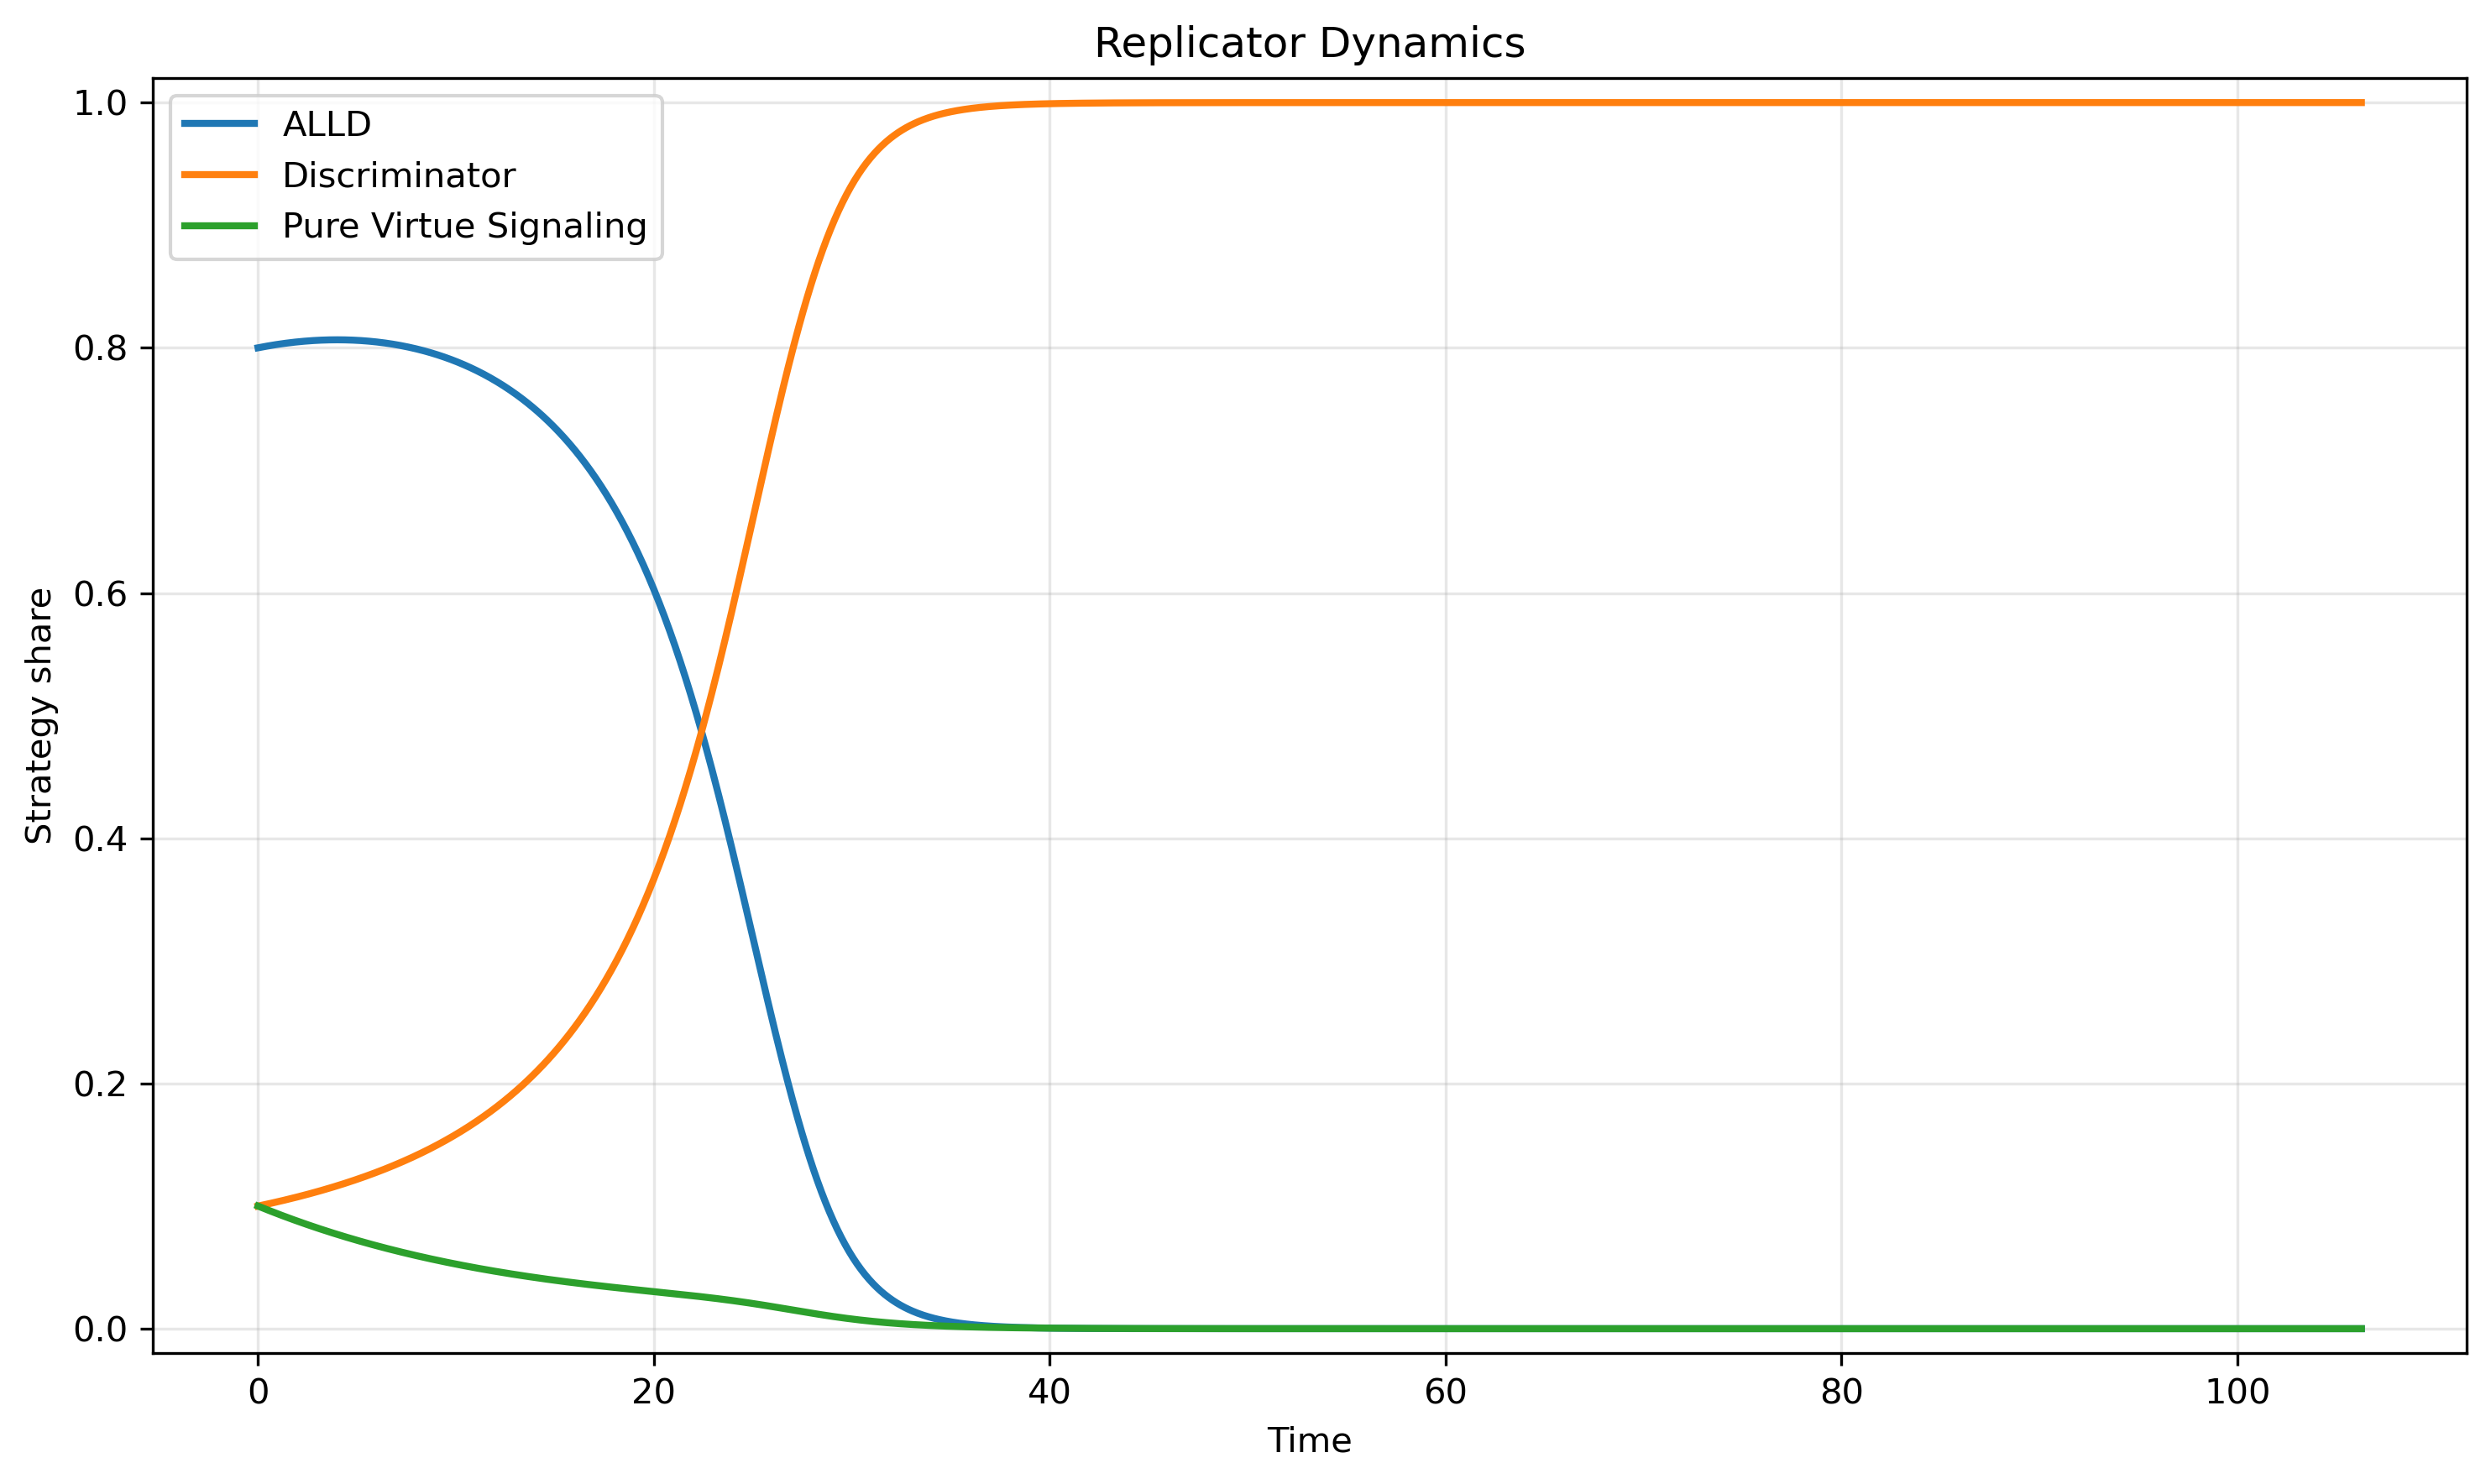 Replicator Dynamics
ALLD
Discriminator
Pure Virtue Signaling
Strategy share
1.0
0.8
0.6
0.4
0.2
0.0
0 20 40 60 80 100
Time